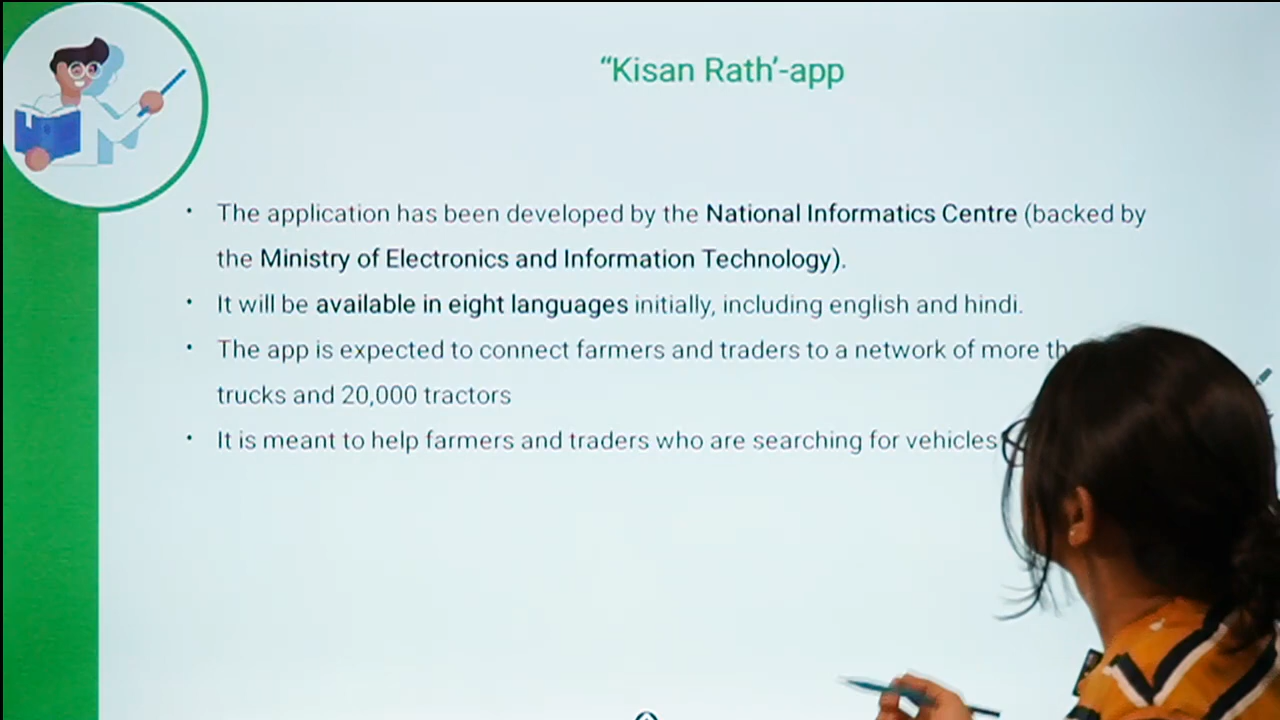 “Kisan Rath’-app
• The application has been developed by the National Informatics Centre (backed by
the Ministry of Electronics and Information Technology).
• It will be available in eight languages initially, including english and hindi.
• The app is expected to connect farmers and traders to a network of more
trucks and 20,000 tractors
• It is meant to help farmers and traders who are searching for vehicles